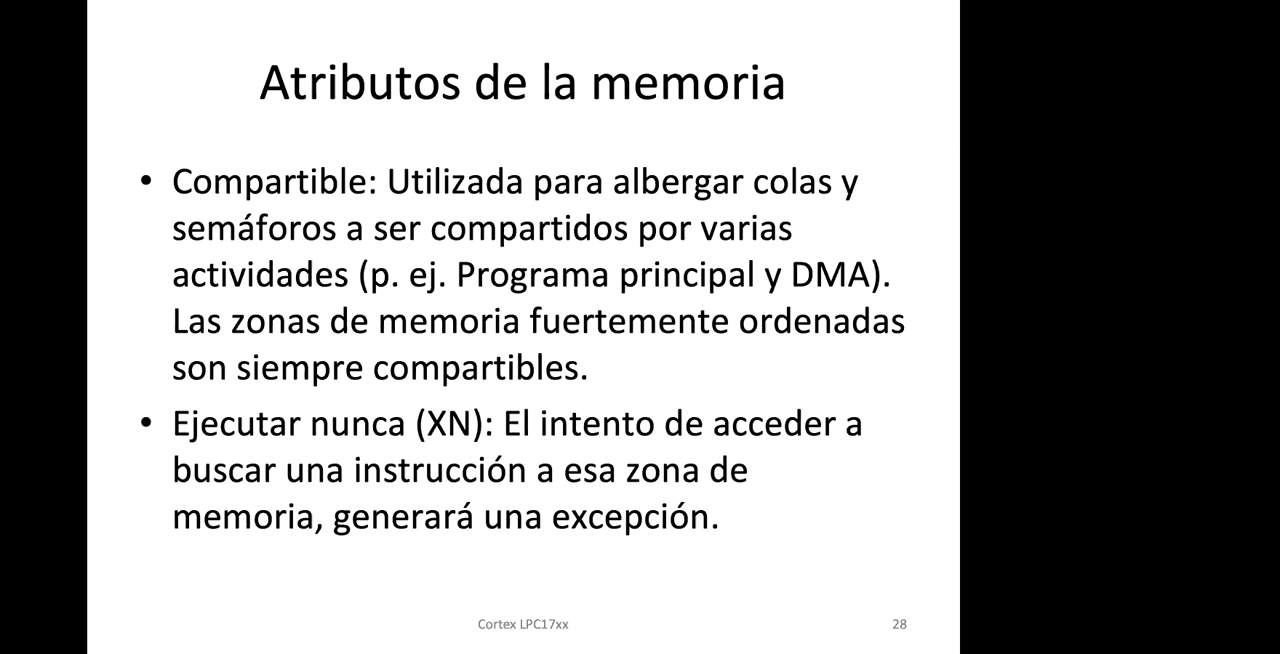 Atributos de la memoria
• Compartible: Utilizada para albergar colas y
semáforos a ser compartidos por varias
actividades (p. ej. Programa principal y DMA).
Las zonas de memoria fuertemente ordenadas
son siempre compartibles.
• Ejecutar nunca (XN): El intento de acceder a
buscar una instrucción a esa zona de
memoria, generará una excepción.
Cortex LPC17xx
28